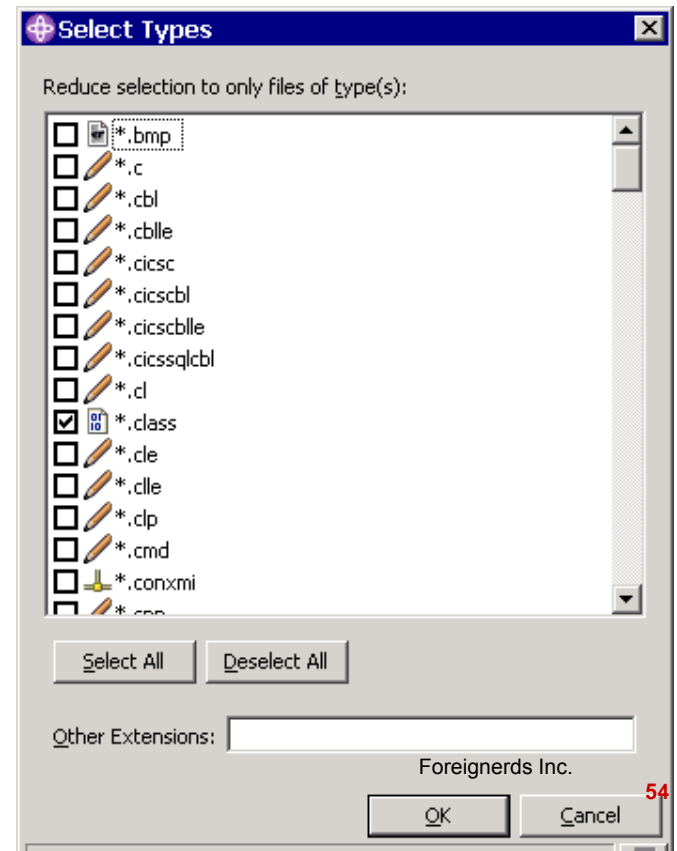 Select Types
Reduce selection to only files of type(s):
*.bmp
*.c
*.cbl
*.cblle
*.cicsc
*.cicscbl
*.cicscblle
*.cicssqlcbl
*.cl
*.class
*.cle
*.clle
*.clp
*.cmd
*.conxmi
*.cpp
Select All Deselect All
Other Extensions:
Foreignerds Inc.
54
OK Cancel